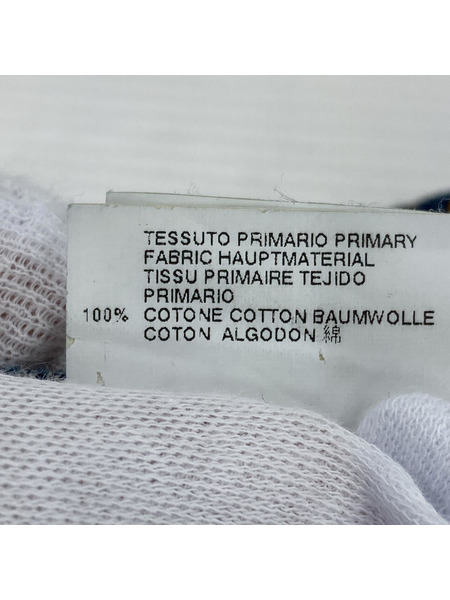 TESSUTO PRIMARIO PRIMARY
FABRIC HAUPTMATERIAL
TISSU PRIMAIRE TEJIDO
PRIMARIO
100% COTONE COTTON BAUMWOLLE
COTON ALGODON 綿